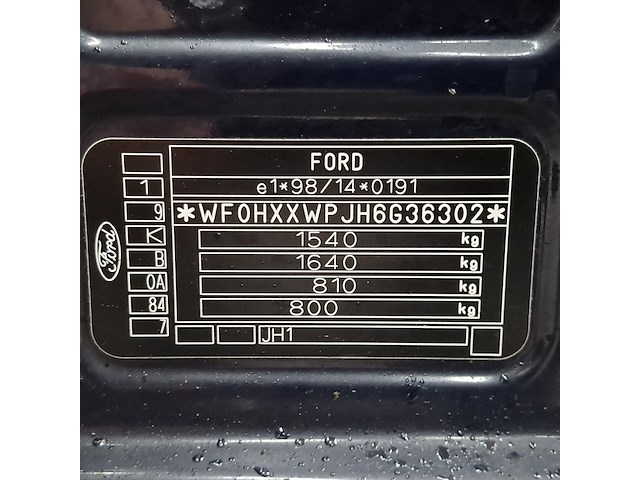 FORD
e1*98/14*0191
*WF0HXXWPJH6G36302*
1540 kg
1640 kg
810 kg
800 kg
JH1
1
9
K
B
0A
84
7
Ford